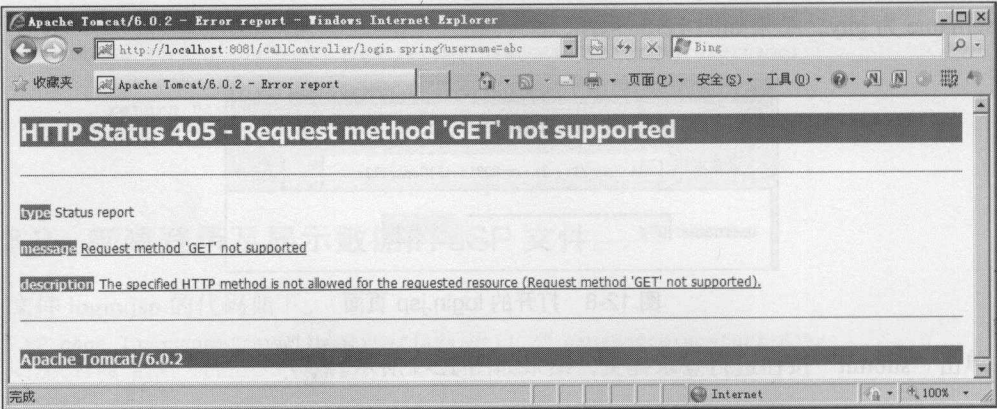 Apache Tomcat/6.0.2 - Error report - Windows Internet Explorer
http://localhost:8081/callController/login.spring?username=abc
Bing
收藏夹
Apache Tomcat/6.0.2 - Error report
页面(P)
安全(S)
工具(O)
HTTP Status 405 - Request method 'GET' not supported
type Status report
message Request method 'GET' not supported
description The specified HTTP method is not allowed for the requested resource (Request method 'GET' not supported).
Apache Tomcat/6.0.2
完成
Internet
100%